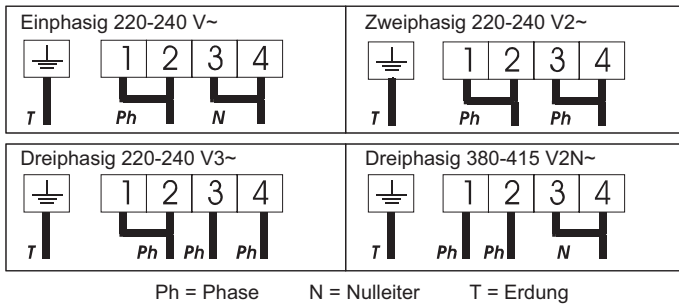 Einphasig 220-240 V~
1 2 3 4
T Ph N
Zweiphasig 220-240 V2~
1 2 3 4
T Ph Ph
Dreiphasig 220-240 V3~
1 2 3 4
T Ph Ph Ph
Dreiphasig 380-415 V2N~
1 2 3 4
T Ph Ph N
Ph = Phase N = Nulleiter T = Erdung